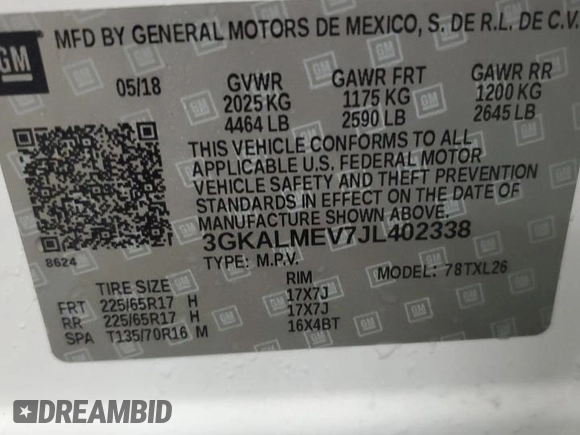 GM
MFD BY GENERAL MOTORS DE MEXICO, S. DE R.L. DE C.V.
05/18 GVWR GAWR FRT GAWR RR
2025 KG 1175 KG 1200 KG
4464 LB 2590 LB 2645 LB
THIS VEHICLE CONFORMS TO ALL
APPLICABLE U.S. FEDERAL MOTOR
VEHICLE SAFETY AND THEFT PREVENTION
STANDARDS IN EFFECT ON THE DATE OF
MANUFACTURE SHOWN ABOVE.
3GKALMEV7JL402338
8624 TYPE: M.P.V. MODEL: 78TXL26
TIRE SIZE RIM
FRT 225/65R17 H 17X7J
RR 225/65R17 H 17X7J
SPA T135/70R16 M 16X4BT
DREAMBID